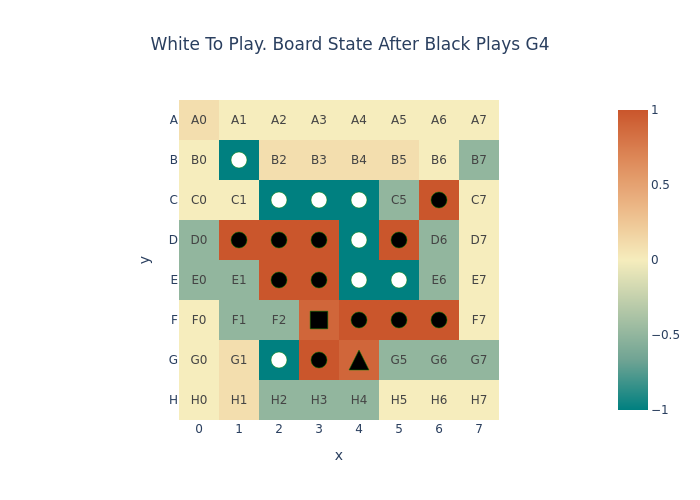 White To Play. Board State After Black Plays G4
A A0 A1 A2 A3 A4 A5 A6 A7
B B0 B2 B3 B4 B5 B6 B7
C C0 C1 C5 C7
D D0 D6 D7
E E0 E1 E6 E7
F F0 F1 F2 F7
G G0 G1 G5 G6 G7
H H0 H1 H2 H3 H4 H5 H6 H7
0 1 2 3 4 5 6 7
x
y
1
0.5
0
−0.5
−1